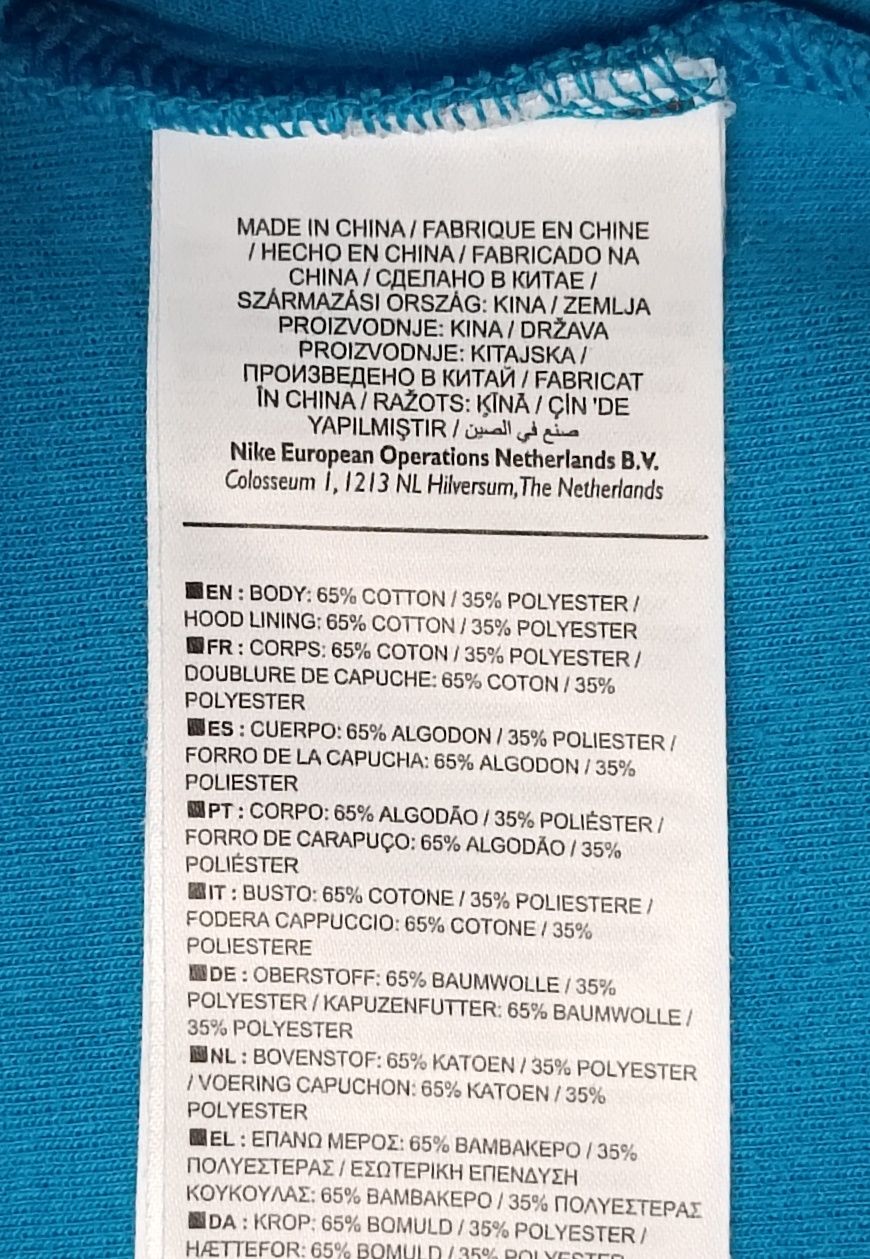 MADE IN CHINA / FABRIQUE EN CHINE
/ HECHO EN CHINA / FABRICADO NA
CHINA / СДЕЛАНО В КИТАЕ /
SZÁRMAZÁSI ORSZÁG: KINA / ZEMLJA
PROIZVODNJE: KINA / DRŽAVA
PROIZVODNJE: KITAJSKA /
ПРОИЗВЕДЕНО В КИТАЙ / FABRICAT
ÎN CHINA / RAŽOTS: ĶĪNĀ / ÇİN 'DE
YAPILMIŞTIR / صنع في الصين
Nike European Operations Netherlands B.V.
Colosseum 1, 1213 NL Hilversum, The Netherlands
EN : BODY: 65% COTTON / 35% POLYESTER /
HOOD LINING: 65% COTTON / 35% POLYESTER
FR : CORPS: 65% COTON / 35% POLYESTER /
DOUBLURE DE CAPUCHE: 65% COTON / 35%
POLYESTER
ES : CUERPO: 65% ALGODON / 35% POLIESTER /
FORRO DE LA CAPUCHA: 65% ALGODON / 35%
POLIESTER
PT : CORPO: 65% ALGODÃO / 35% POLIÉSTER /
FORRO DE CARAPUÇO: 65% ALGODÃO / 35%
POLIÉSTER
IT : BUSTO: 65% COTONE / 35% POLIESTERE /
FODERA CAPPUCCIO: 65% COTONE / 35%
POLIESTERE
DE : OBERSTOFF: 65% BAUMWOLLE / 35%
POLYESTER / KAPUZENFUTTER: 65% BAUMWOLLE /
35% POLYESTER
NL : BOVENSTOF: 65% KATOEN / 35% POLYESTER
/ VOERING CAPUCHON: 65% KATOEN / 35%
POLYESTER
EL : ΕΠΑΝΩ ΜΕΡΟΣ: 65% ΒΑΜΒΑΚΕΡΟ / 35%
ΠΟΛΥΕΣΤΕΡΑΣ / ΕΣΩΤΕΡΙΚΗ ΕΠΕΝΔΥΣΗ
ΚΟΥΚΟΥΛΑΣ: 65% ΒΑΜΒΑΚΕΡΟ / 35% ΠΟΛΥΕΣΤΕΡΑΣ
DA : KROP: 65% BOMULD / 35% POLYESTER /
HÆTTEFOR: 65% BOMULD / 35% POLYESTER